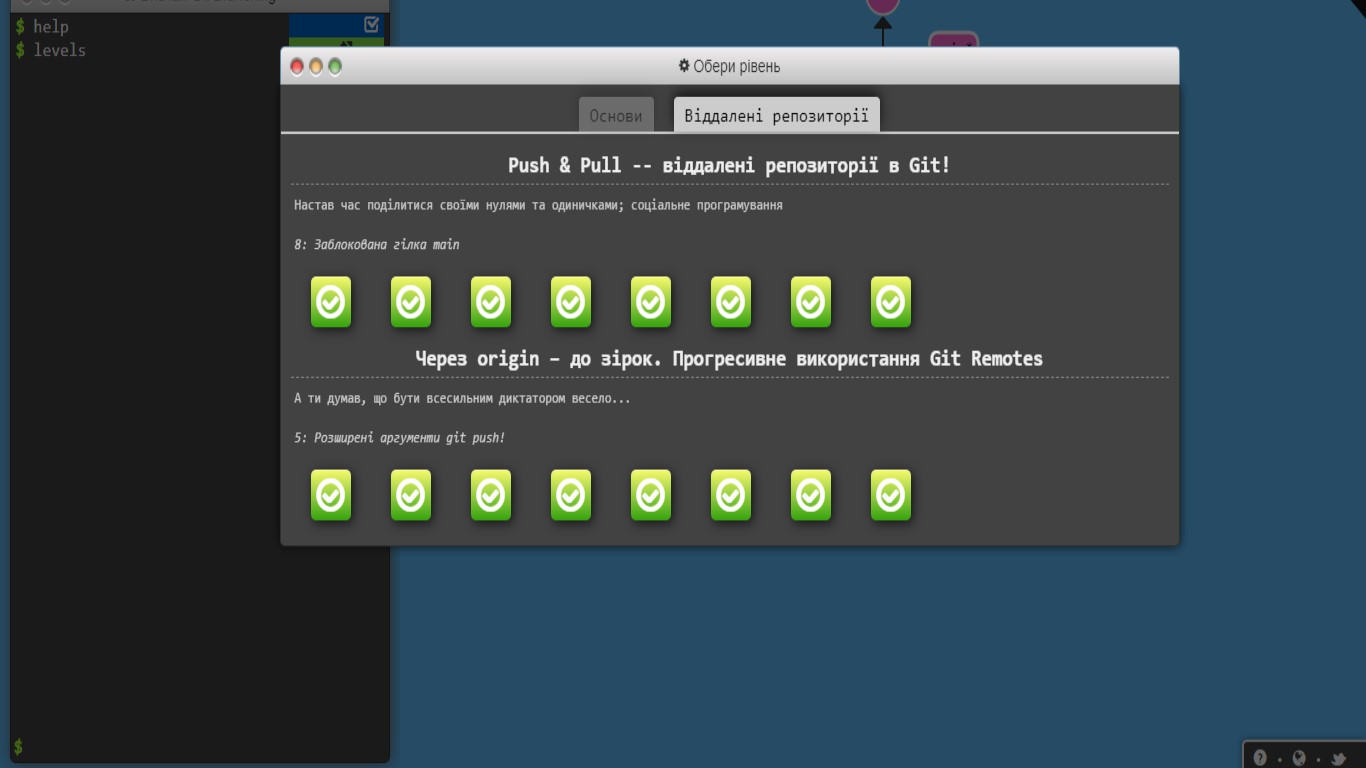 $ help
$ levels
Обери рівень
Основи
Віддалені репозиторії
Push & Pull -- віддалені репозиторії в Git!
Настав час поділитися своїми нулями та одиничками; соціальне програмування
8: Заблокована гілка main
Через origin – до зірок. Прогресивне використання Git Remotes
А ти думав, що бути всесильним диктатором весело...
5: Розширені аргументи git push!
$